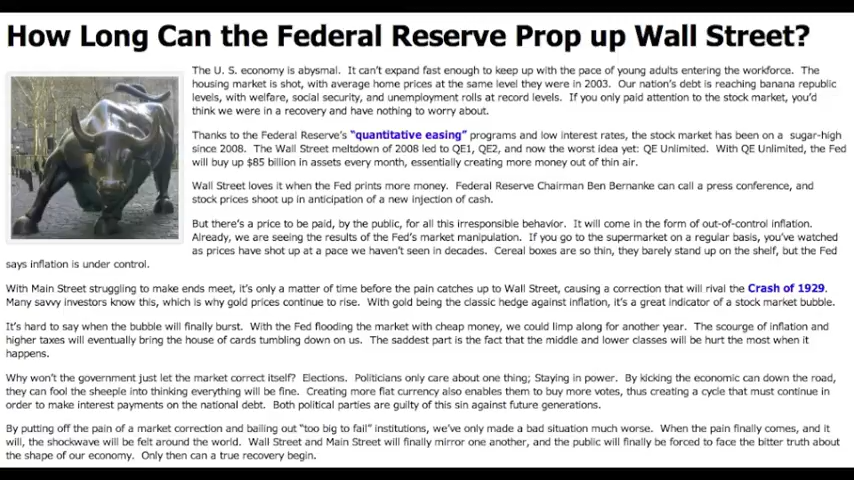 How Long Can the Federal Reserve Prop up Wall Street?
The U. S. economy is abysmal. It can't expand fast enough to keep up with the pace of young adults entering the workforce. The
housing market is shot, with average home prices at the same level they were in 2003. Our nation's debt is reaching banana republic
levels, with welfare, social security, and unemployment rolls at record levels. If you only paid attention to the stock market, you'd
think we were in a recovery and have nothing to worry about.
Thanks to the Federal Reserve's "quantitative easing" programs and low interest rates, the stock market has been on a sugar-high
since 2008. The Wall Street meltdown of 2008 led to QE1, QE2, and now the worst idea yet: QE Unlimited. With QE Unlimited, the Fed
will buy up $85 billion in assets every month, essentially creating more money out of thin air.
Wall Street loves it when the Fed prints more money. Federal Reserve Chairman Ben Bernanke can call a press conference, and
stock prices shoot up in anticipation of a new injection of cash.
But there's a price to be paid, by the public, for all this irresponsible behavior. It will come in the form of out-of-control inflation.
Already, we are seeing the results of the Fed's market manipulation. If you go to the supermarket on a regular basis, you've watched
as prices have shot up at a pace we haven't seen in decades. Cereal boxes are so thin, they barely stand up on the shelf, but the Fed
says inflation is under control.
With Main Street struggling to make ends meet, it's only a matter of time before the pain catches up to Wall Street, causing a correction that will rival the Crash of 1929.
Many savvy investors know this, which is why gold prices continue to rise. With gold being the classic hedge against inflation, it's a great indicator of a stock market bubble.
It's hard to say when the bubble will finally burst. With the Fed flooding the market with cheap money, we could limp along for another year. The scourge of inflation and
higher taxes will eventually bring the house of cards tumbling down on us. The saddest part is the fact that the middle and lower classes will be hurt the most when it
happens.
Why won't the government just let the market correct itself? Elections. Politicians only care about one thing; Staying in power. By kicking the economic can down the road,
they can fool the sheeple into thinking everything will be fine. Creating more fiat currency also enables them to buy more votes, thus creating a cycle that must continue in
order to make interest payments on the national debt. Both political parties are guilty of this sin against future generations.
By putting off the pain of a market correction and bailing out "too big to fail" institutions, we've only made a bad situation much worse. When the pain finally comes, and it
will, the shockwave will be felt around the world. Wall Street and Main Street will finally mirror one another, and the public will finally be forced to face the bitter truth about
the shape of our economy. Only then can a true recovery begin.